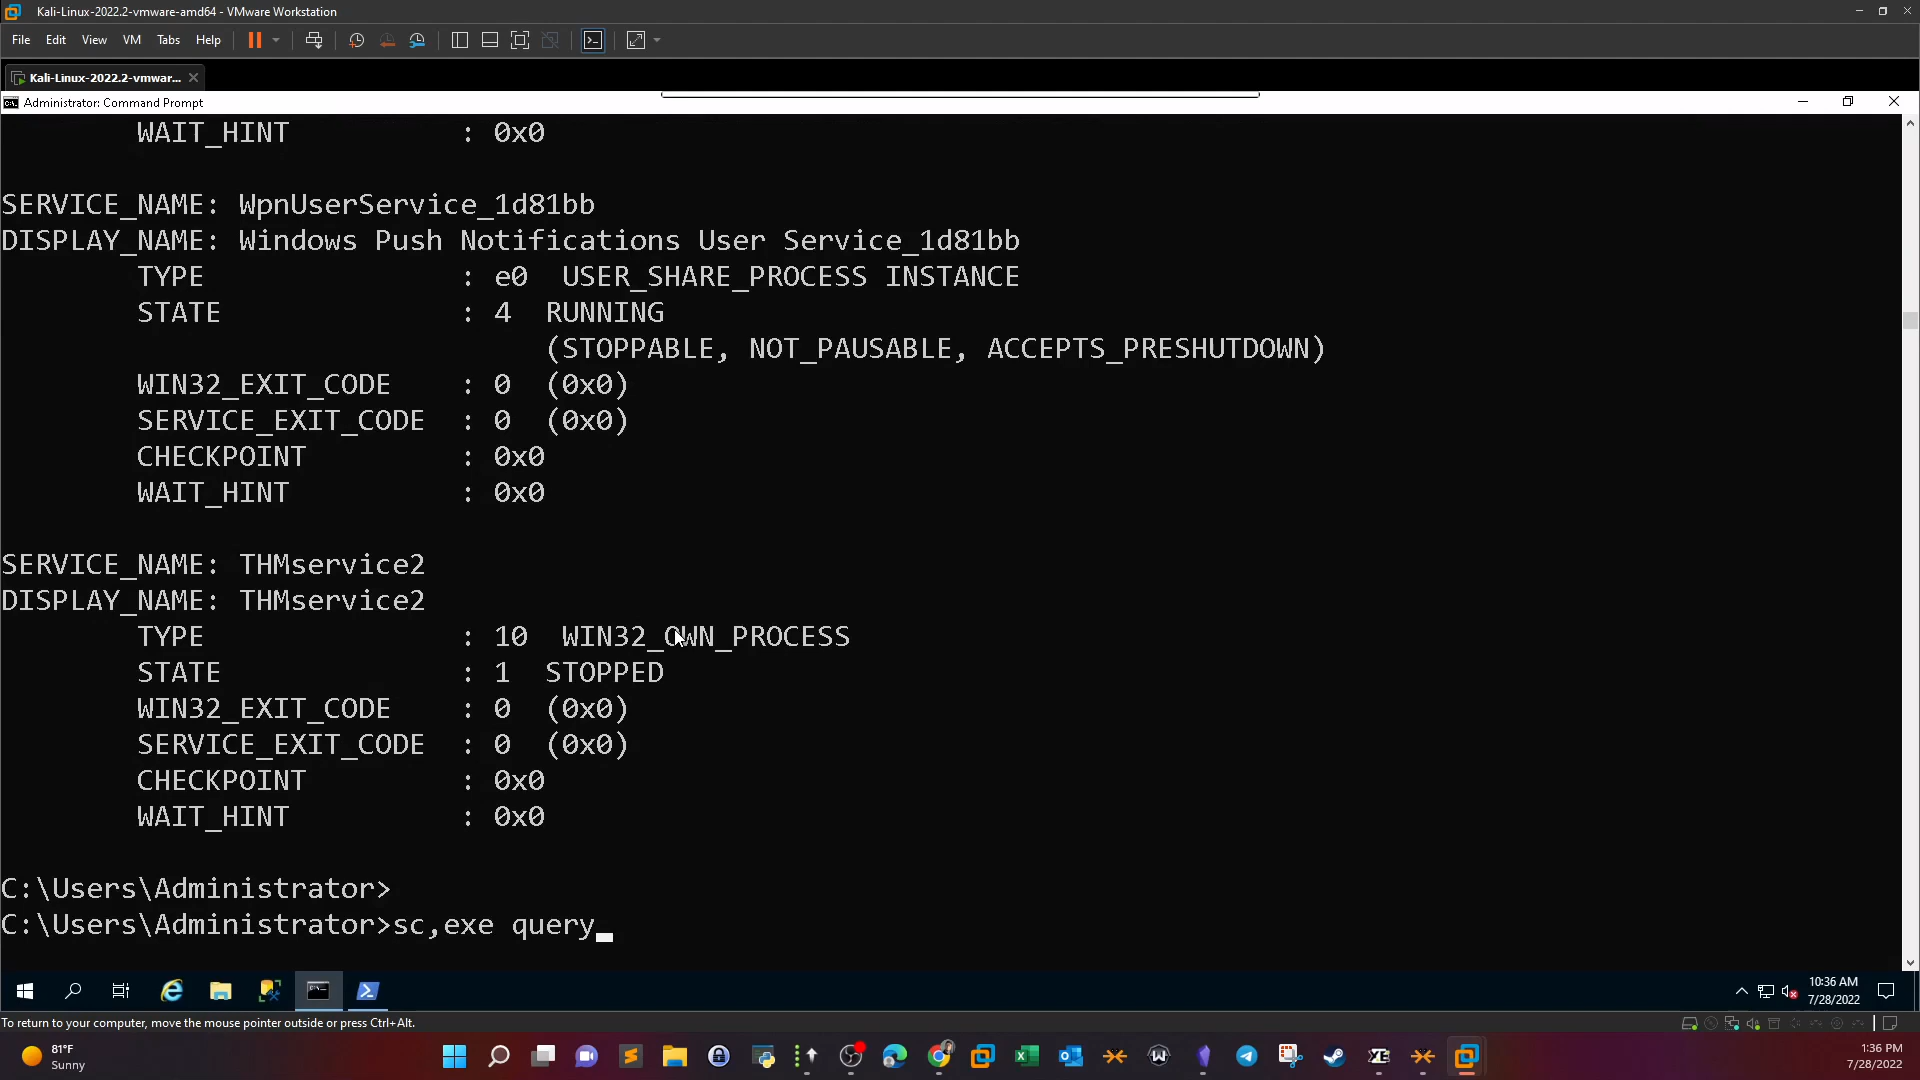 Kali-Linux-2022.2-vmware-amd64 - VMware Workstation
File Edit View VM Tabs Help
Kali-Linux-2022.2-vmwar...
Administrator: Command Prompt
WAIT_HINT : 0x0
SERVICE_NAME: WpnUserService_1d81bb
DISPLAY_NAME: Windows Push Notifications User Service_1d81bb
TYPE : e0 USER_SHARE_PROCESS INSTANCE
STATE : 4 RUNNING
(STOPPABLE, NOT_PAUSABLE, ACCEPTS_PRESHUTDOWN)
WIN32_EXIT_CODE : 0 (0x0)
SERVICE_EXIT_CODE : 0 (0x0)
CHECKPOINT : 0x0
WAIT_HINT : 0x0
SERVICE_NAME: THMservice2
DISPLAY_NAME: THMservice2
TYPE : 10 WIN32_OWN_PROCESS
STATE : 1 STOPPED
WIN32_EXIT_CODE : 0 (0x0)
SERVICE_EXIT_CODE : 0 (0x0)
CHECKPOINT : 0x0
WAIT_HINT : 0x0
C:\Users\Administrator>
C:\Users\Administrator>sc,exe query
10:36 AM
7/28/2022
To return to your computer, move the mouse pointer outside or press Ctrl+Alt.
81°F
Sunny
1:36 PM
7/28/2022